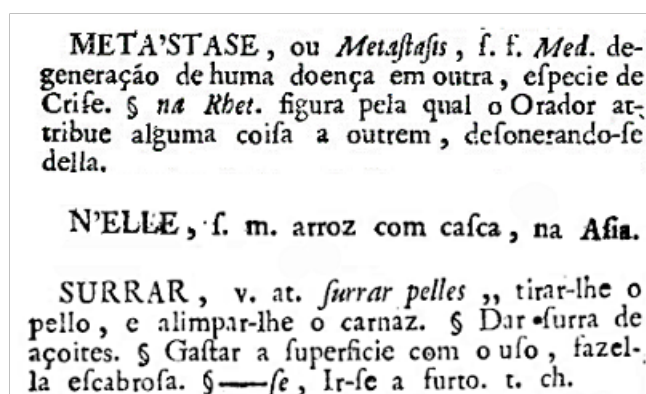 META'STASE, ou Metaſtaſis, ſ. f. Med. de-
generação de huma doença em outra, eſpecie de
Criſe. § na Rhet. figura pela qual o Orador at-
tribue alguma coiſa a outrem, deſonerando-ſe
della.
N'ELLE, ſ. m. arroz com caſca, na Aſia.
SURRAR, v. at. ſurrar pelles ,, tirar-lhe o
pello, e alimpar-lhe o carnaz. § Dar ſurra de
açoites. § Gaſtar a ſuperficie com o uſo, fazel-
la eſcabroſa. §——ſe, Ir-ſe a furto. t. ch.